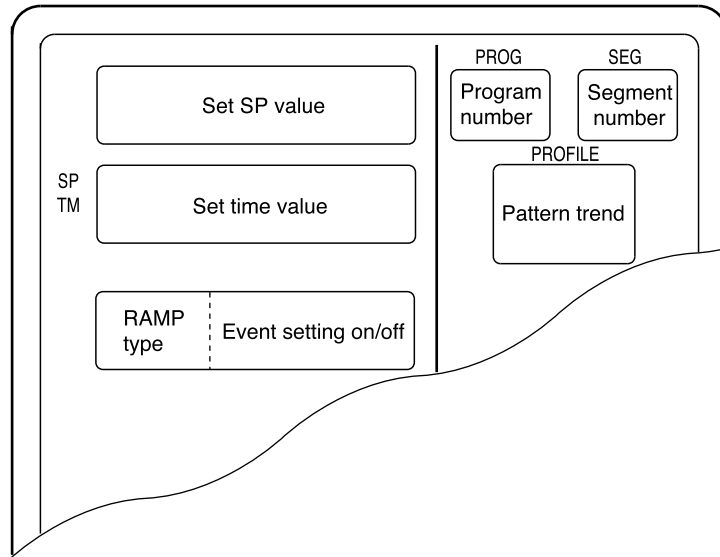 Set SP value
SP
TM
Set time value
RAMP
type
Event setting on/off
PROG
SEG
Program
number
Segment
number
PROFILE
Pattern trend